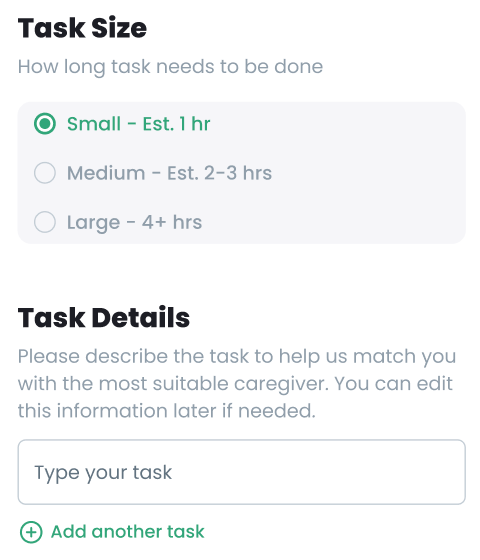 Task Size
How long task needs to be done
Small - Est. 1 hr
Medium - Est. 2-3 hrs
Large - 4+ hrs
Task Details
Please describe the task to help us match you
with the most suitable caregiver. You can edit
this information later if needed.
Type your task
Add another task